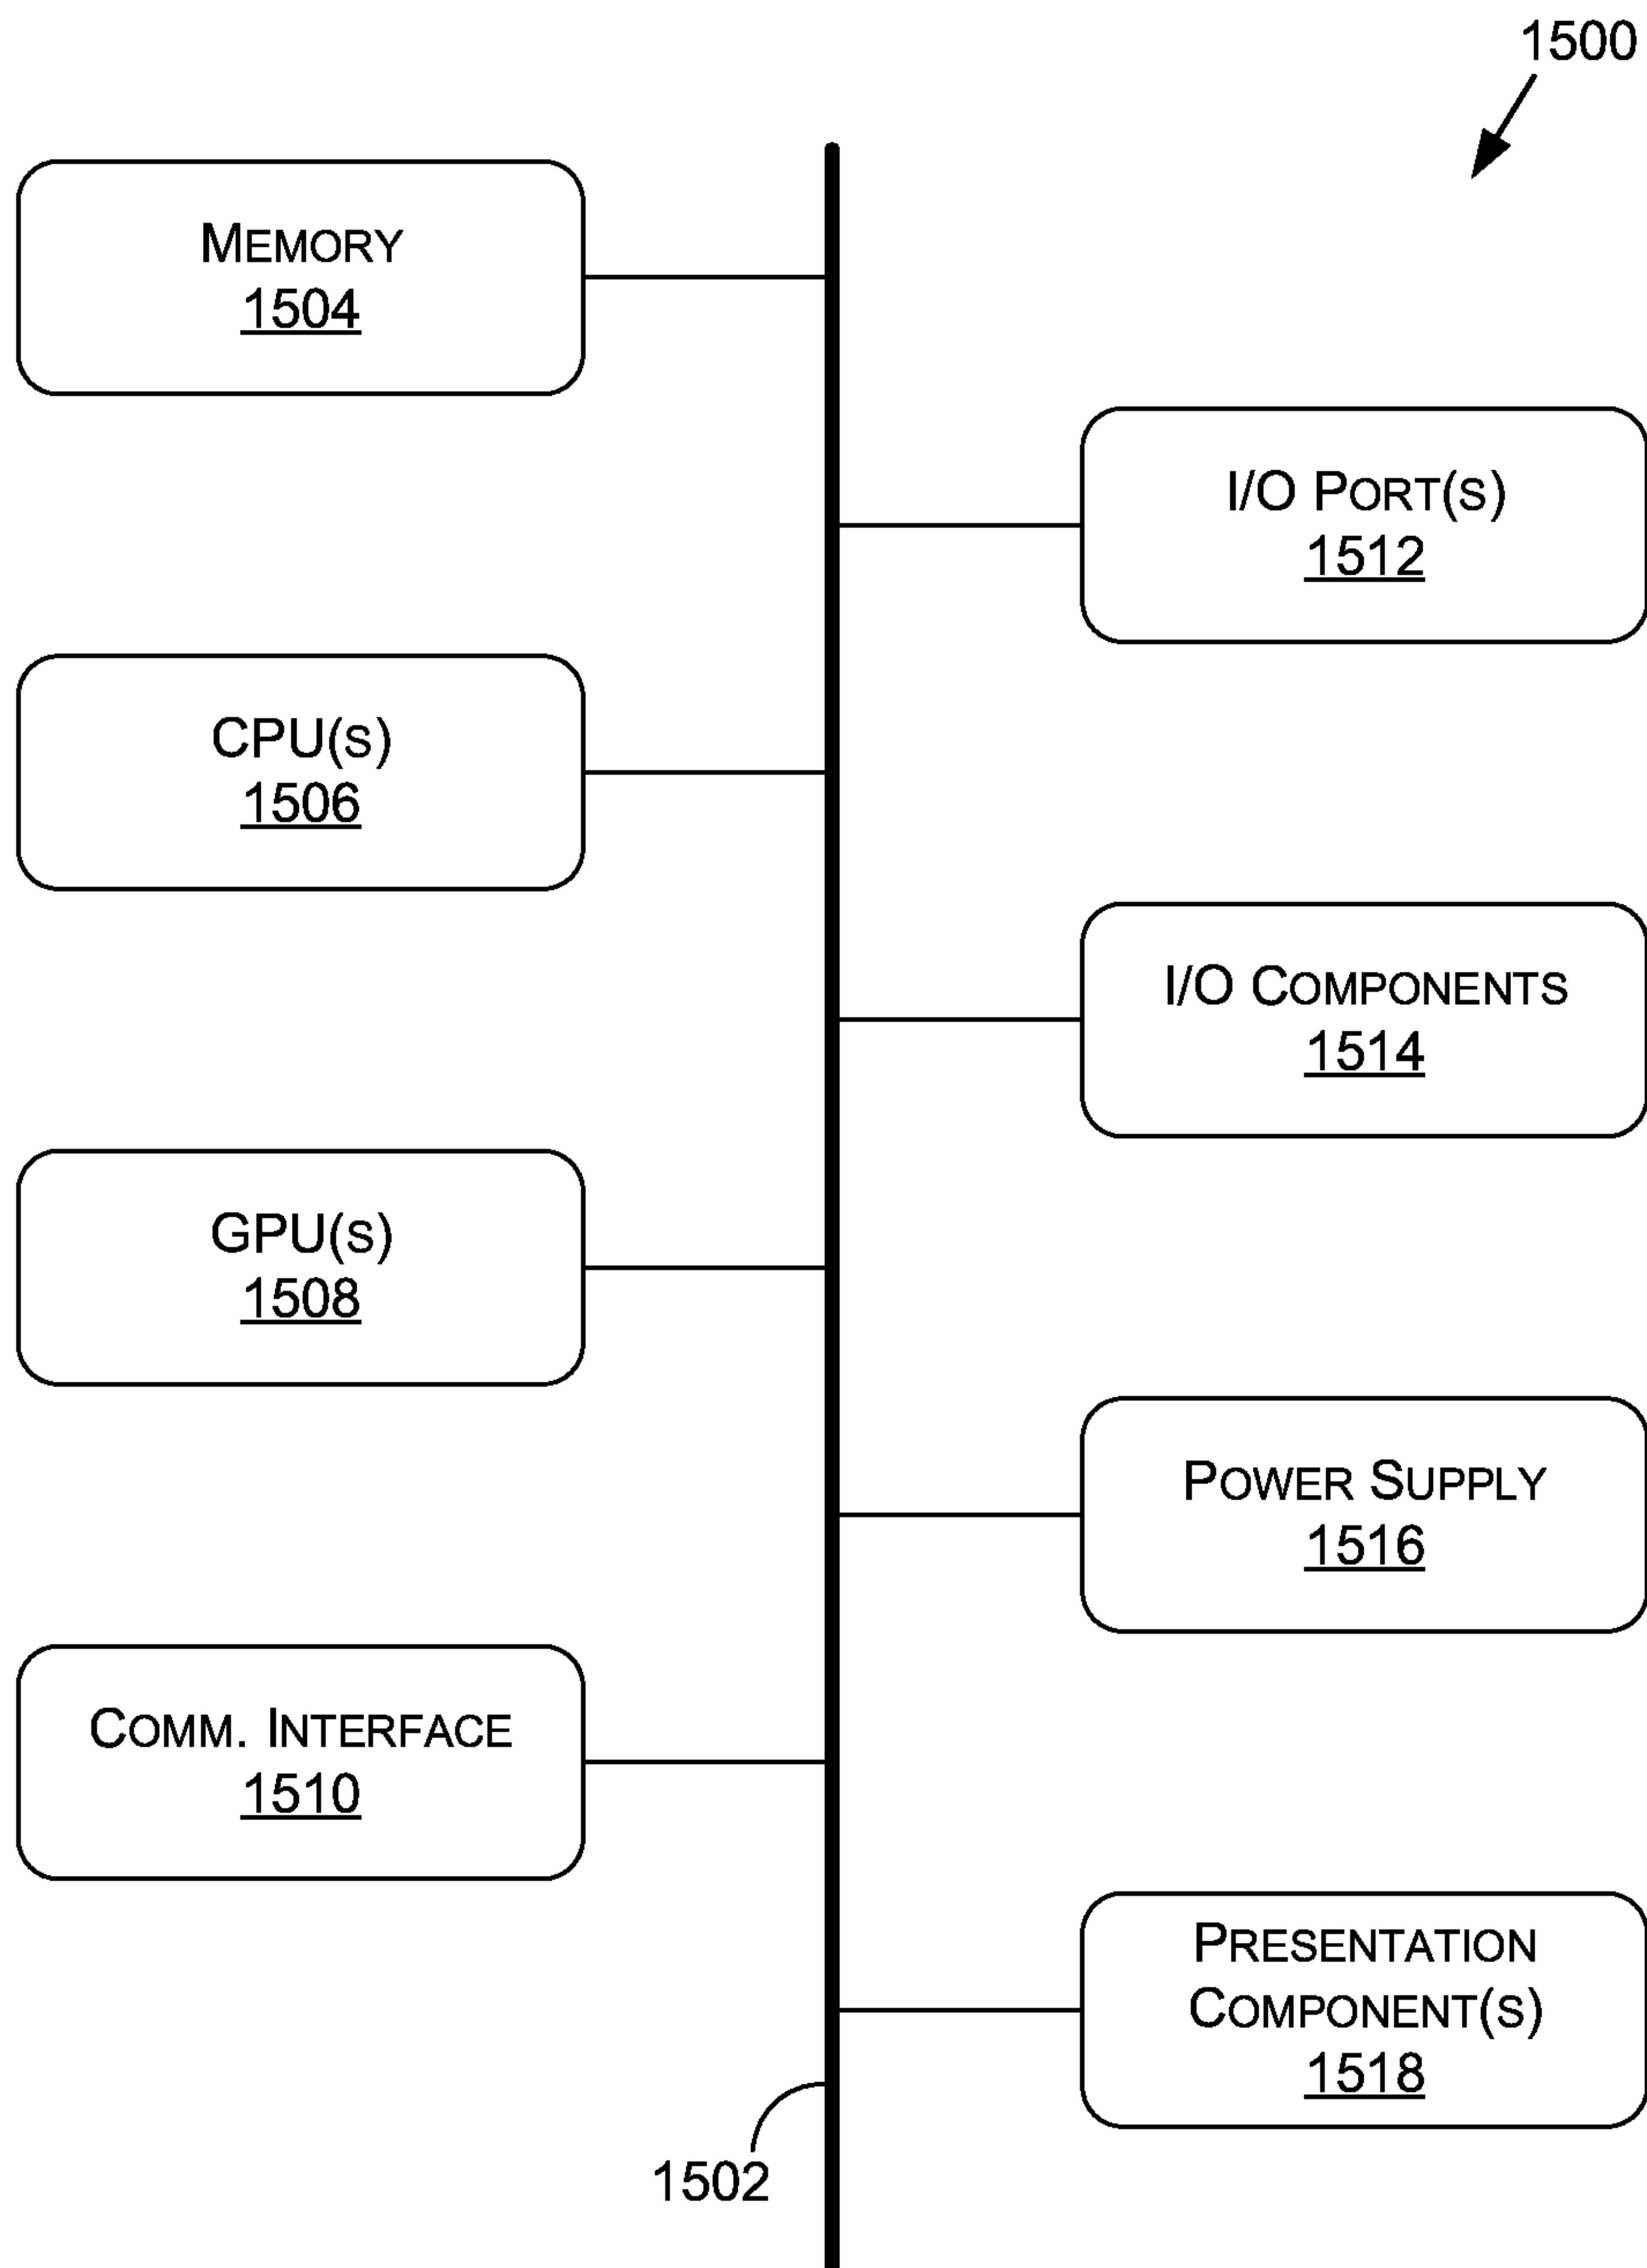 1500
MEMORY
1504
I/O PORT(S)
1512
CPU(S)
1506
I/O COMPONENTS
1514
GPU(S)
1508
POWER SUPPLY
1516
COMM. INTERFACE
1510
PRESENTATION
COMPONENT(S)
1518
1502